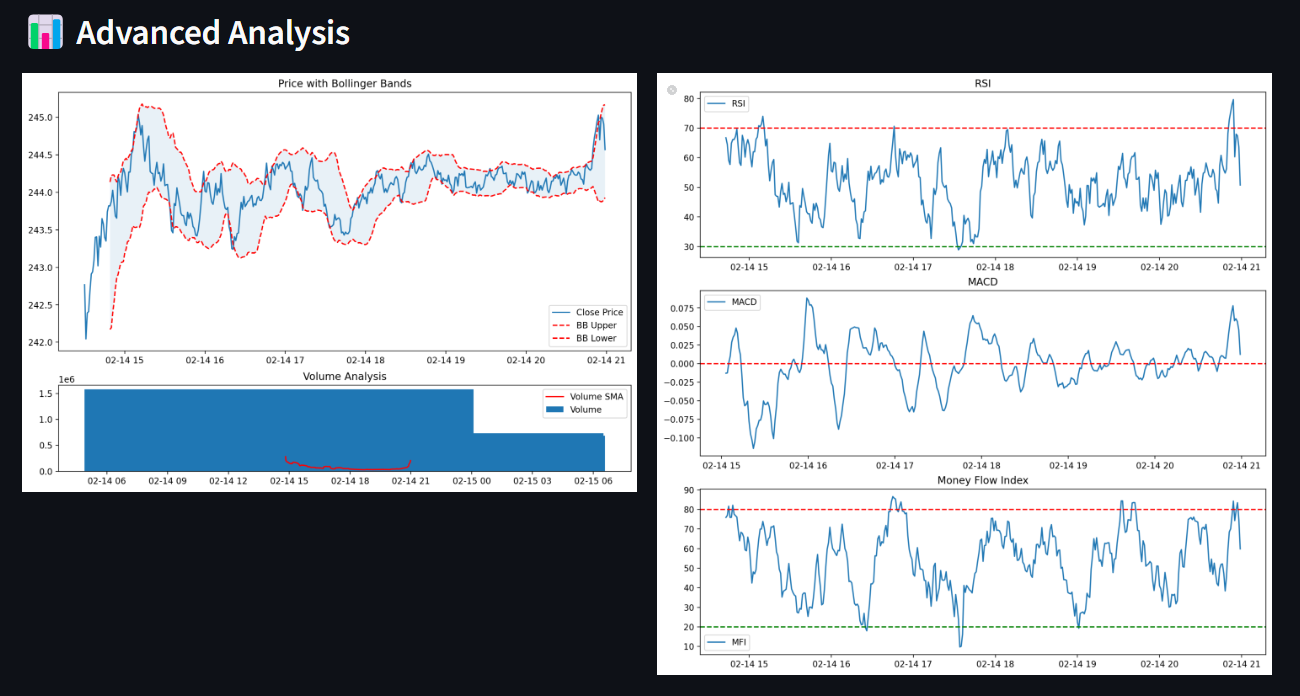 Advanced Analysis
Price with Bollinger Bands
245.0
244.5
244.0
243.5
243.0
242.5
242.0
Close Price
BB Upper
BB Lower
02-14 15 02-14 16 02-14 17 02-14 18 02-14 19 02-14 20 02-14 21
Volume Analysis
1e6
1.5
1.0
0.5
0.0
Volume SMA
Volume
02-14 06 02-14 09 02-14 12 02-14 15 02-14 18 02-14 21 02-15 00 02-15 03 02-15 06
RSI
80
70
60
50
40
30
RSI
02-14 15 02-14 16 02-14 17 02-14 18 02-14 19 02-14 20 02-14 21
MACD
0.075
0.050
0.025
0.000
−0.025
−0.050
−0.075
−0.100
MACD
02-14 15 02-14 16 02-14 17 02-14 18 02-14 19 02-14 20 02-14 21
Money Flow Index
90
80
70
60
50
40
30
20
10
MFI
02-14 15 02-14 16 02-14 17 02-14 18 02-14 19 02-14 20 02-14 21